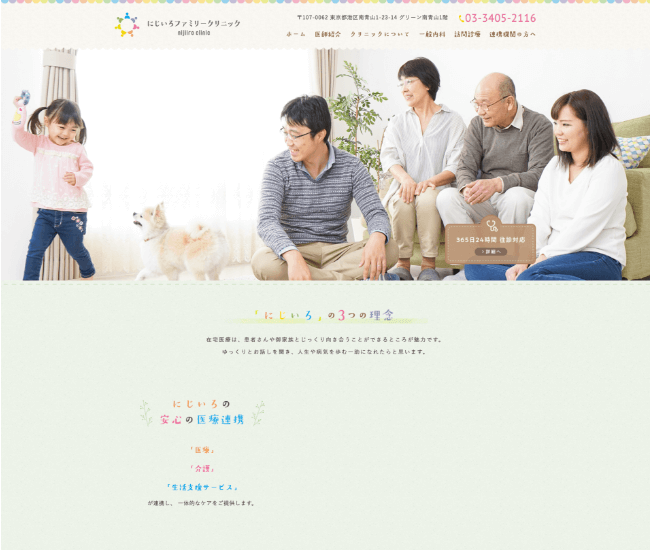 にじいろファミリークリニック
nijiiro clinic
〒107-0062 東京都港区南青山1-23-14 グリーン南青山1階
03-3405-2116
ホーム 医師紹介 クリニックについて 一般内科 訪問診療 連携機関の方へ
365日24時間 往診対応
詳細へ
「にじいろ」の3つの理念
在宅医療は、患者さんや御家族とじっくり向き合うことができるところが魅力です。
ゆっくりとお話しを聞き、人生や病気を歩む一助になれたらと思います。
にじいろの
安心の医療連携
「医療」
「介護」
「生活支援サービス」
が連携し、一体的なケアをご提供します。